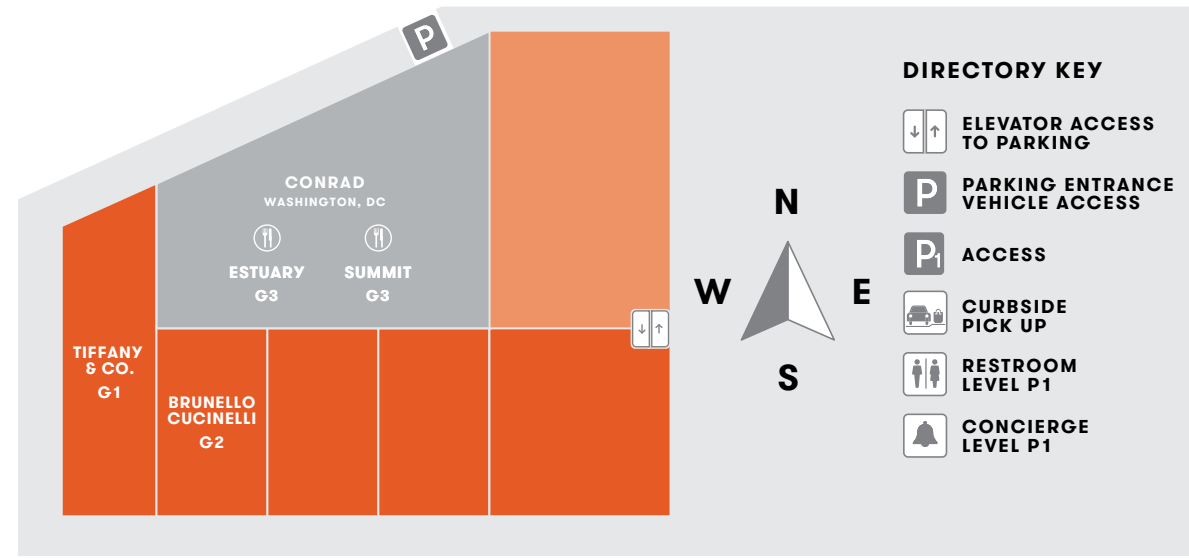 P
CONRAD
WASHINGTON, DC
ESTUARY
G3
SUMMIT
G3
TIFFANY
& CO.
G1
BRUNELLO
CUCINELLI
G2
N
W
E
S
DIRECTORY KEY
ELEVATOR ACCESS
TO PARKING
P
PARKING ENTRANCE
VEHICLE ACCESS
P1
ACCESS
CURBSIDE
PICK UP
RESTROOM
LEVEL P1
CONCIERGE
LEVEL P1